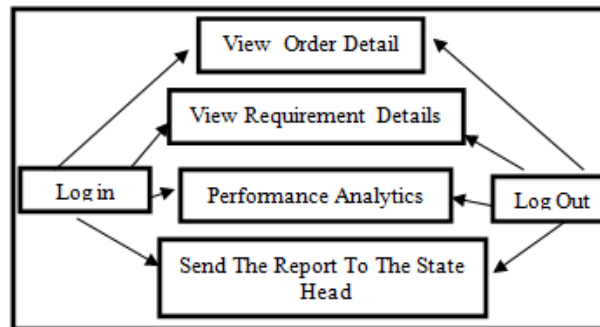 View Order Detail
View Requirement Details
Log in
Performance Analytics
Log Out
Send The Report To The State
Head